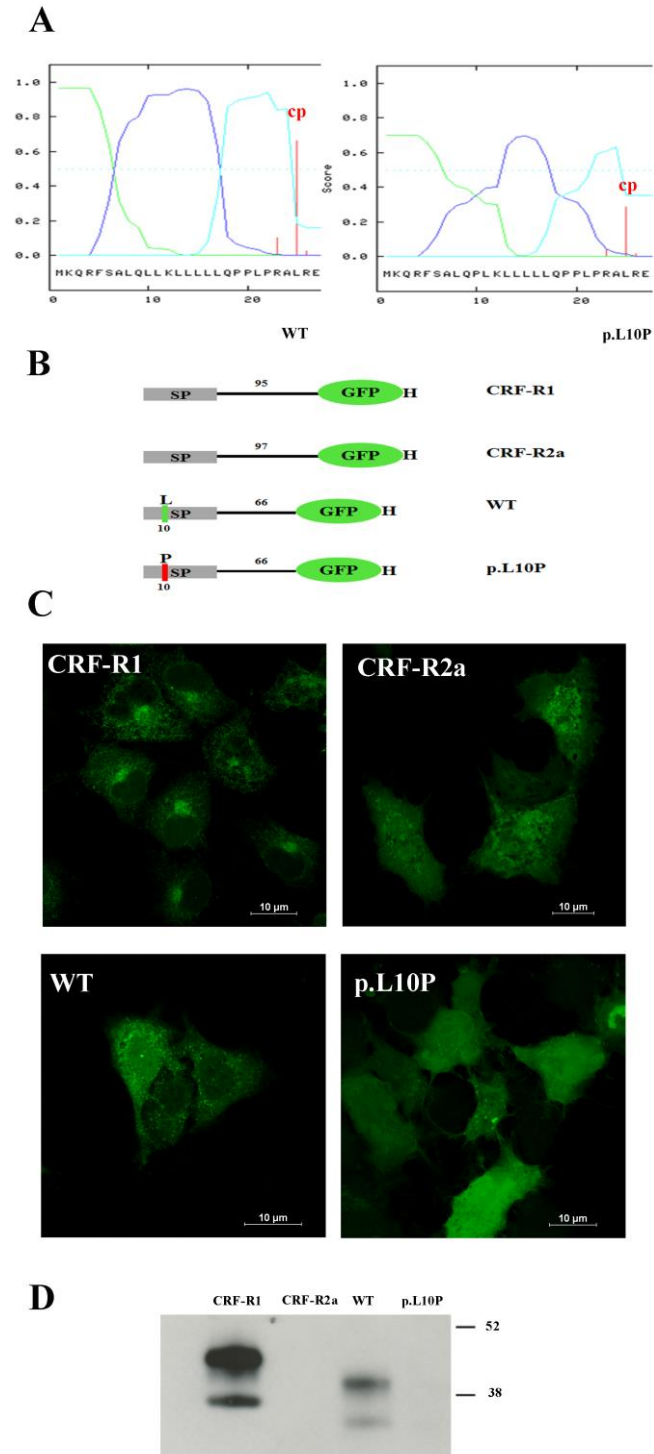 A
1.0
0.8
0.6
0.4
0.2
0.0
cp
MKQRFSALQLLKLLLLLQPPLPRALRE
0 10 20
WT
1.0
0.8
0.6
0.4
0.2
0.0
Score
cp
MKQRFSALQPLKLLLLLQPPLPRALRE
0 10 20
p.L10P
B
SP 95 GFP H CRF-R1
SP 97 GFP H CRF-R2a
L
SP 66 GFP H WT
10
P
SP 66 GFP H p.L10P
10
C
CRF-R1
10 µm
CRF-R2a
10 µm
WT
10 µm
p.L10P
10 µm
D
CRF-R1 CRF-R2a WT p.L10P
52
38